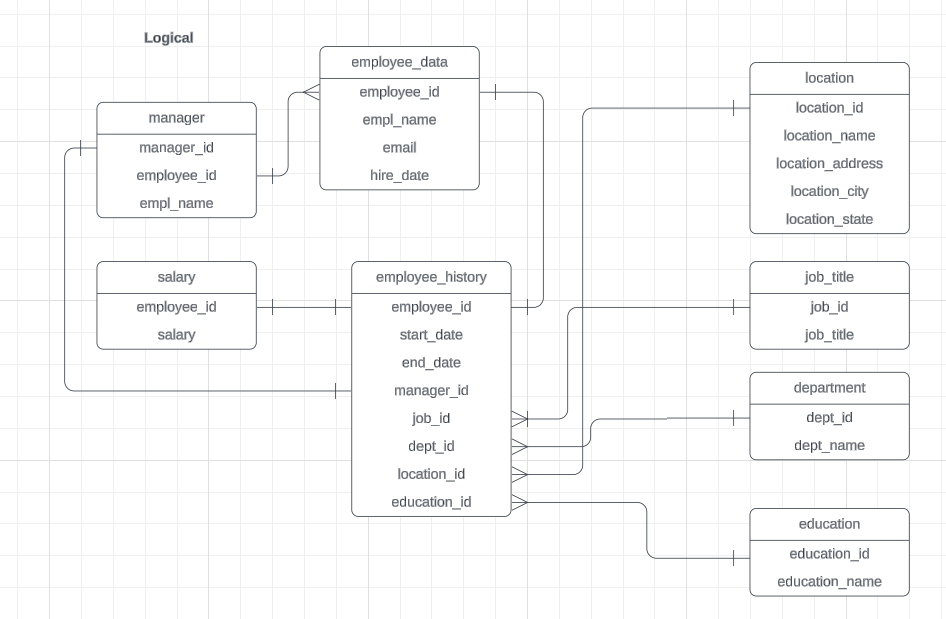 Logical
employee_data
employee_id
empl_name
email
hire_date
manager
manager_id
employee_id
empl_name
location
location_id
location_name
location_address
location_city
location_state
salary
employee_id
salary
employee_history
employee_id
start_date
end_date
manager_id
job_id
dept_id
location_id
education_id
job_title
job_id
job_title
department
dept_id
dept_name
education
education_id
education_name